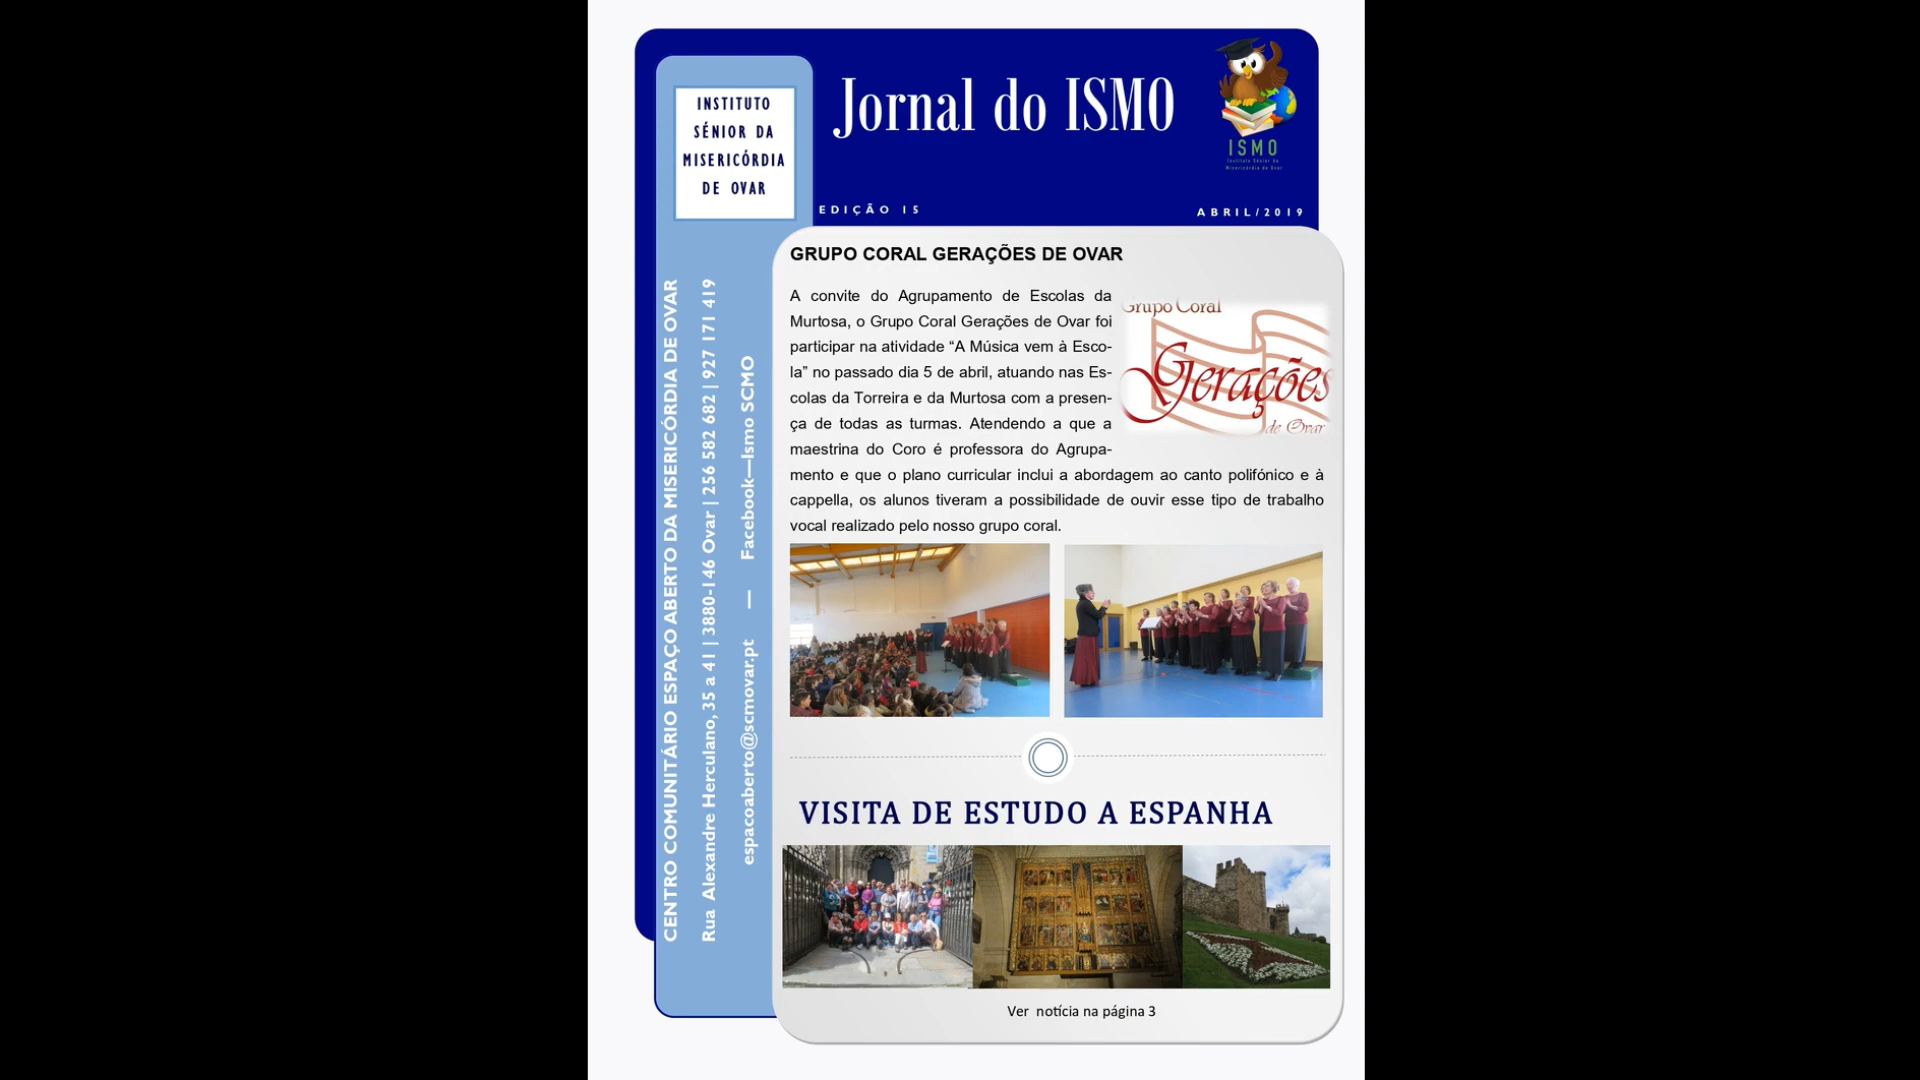 INSTITUTO
SÉNIOR DA
MISERICÓRDIA
DE OVAR
Jornal do ISMO
ISMO
Instituto Sénior da
Misericórdia de Ovar
EDIÇÃO 15
ABRIL/2019
CENTRO COMUNITÁRIO ESPAÇO ABERTO DA MISERICÓRDIA DE OVAR
Rua Alexandre Herculano, 35 a 41 | 3880-146 Ovar | 256 582 682 | 927 171 419
espacoaberto@scmovar.pt — Facebook—Ismo SCMO
GRUPO CORAL GERAÇÕES DE OVAR
A convite do Agrupamento de Escolas da
Murtosa, o Grupo Coral Gerações de Ovar foi
participar na atividade “A Música vem à Esco-
la” no passado dia 5 de abril, atuando nas Es-
colas da Torreira e da Murtosa com a presen-
ça de todas as turmas. Atendendo a que a
maestrina do Coro é professora do Agrupa-
mento e que o plano curricular inclui a abordagem ao canto polifónico e à
cappella, os alunos tiveram a possibilidade de ouvir esse tipo de trabalho
vocal realizado pelo nosso grupo coral.
Grupo Coral
Gerações
de Ovar
VISITA DE ESTUDO A ESPANHA
Ver notícia na página 3